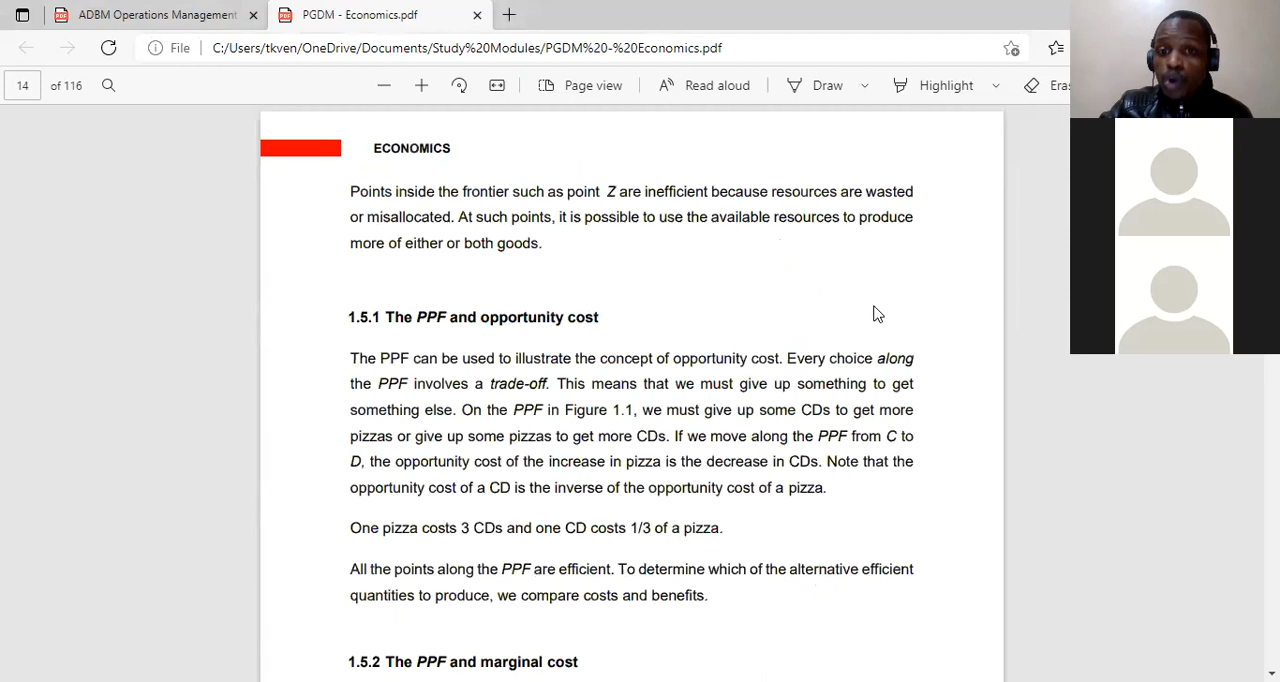 ADBM Operations Management
PGDM - Economics.pdf
File
C:/Users/tkven/OneDrive/Documents/Study%20Modules/PGDM%20-%20Economics.pdf
14 of 116
Page view
Read aloud
Draw
Highlight
Eras
ECONOMICS
Points inside the frontier such as point Z are inefficient because resources are wasted
or misallocated. At such points, it is possible to use the available resources to produce
more of either or both goods.
1.5.1 The PPF and opportunity cost
The PPF can be used to illustrate the concept of opportunity cost. Every choice along
the PPF involves a trade-off. This means that we must give up something to get
something else. On the PPF in Figure 1.1, we must give up some CDs to get more
pizzas or give up some pizzas to get more CDs. If we move along the PPF from C to
D, the opportunity cost of the increase in pizza is the decrease in CDs. Note that the
opportunity cost of a CD is the inverse of the opportunity cost of a pizza.
One pizza costs 3 CDs and one CD costs 1/3 of a pizza.
All the points along the PPF are efficient. To determine which of the alternative efficient
quantities to produce, we compare costs and benefits.
1.5.2 The PPF and marginal cost